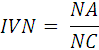 IVN = NA / NC